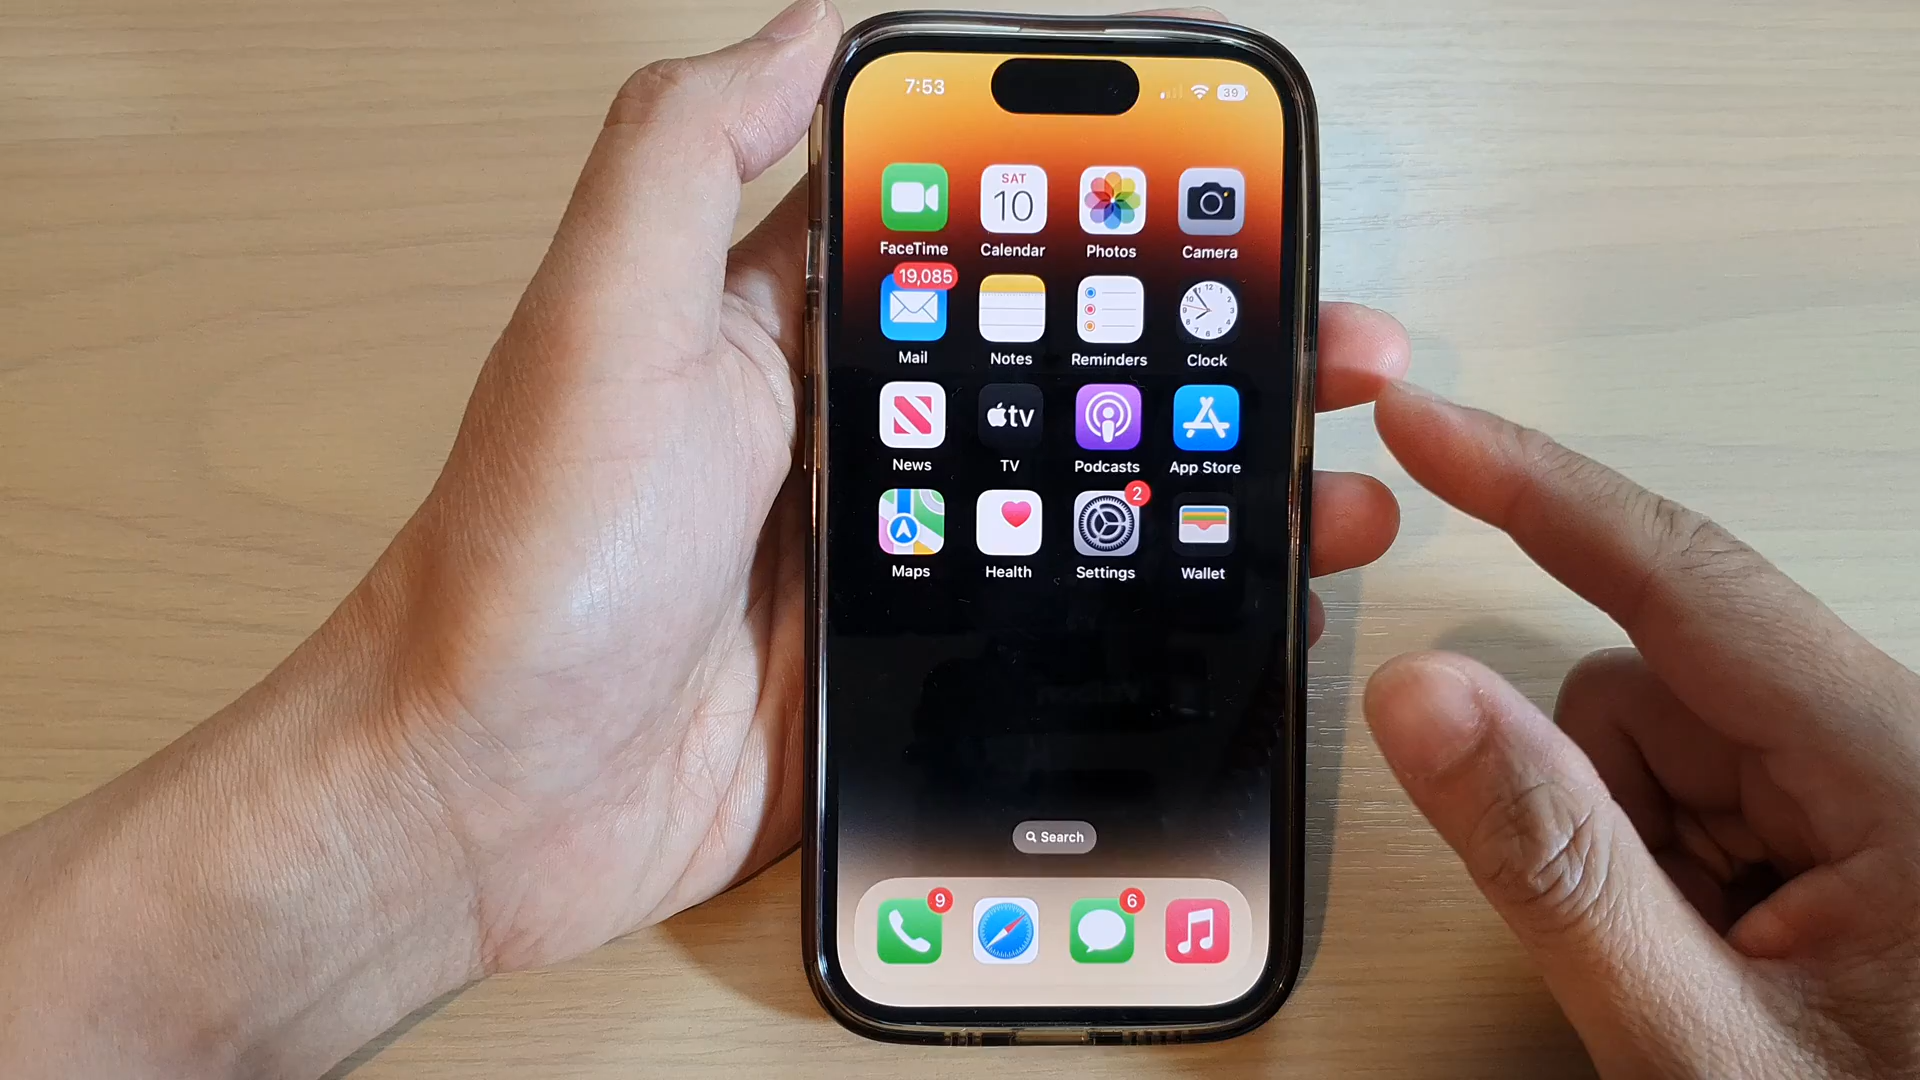 7:53 39
SAT
10
FaceTime Calendar Photos Camera
19,085
Mail Notes Reminders Clock
tv
News TV Podcasts App Store
2
Maps Health Settings Wallet
Search
9 6